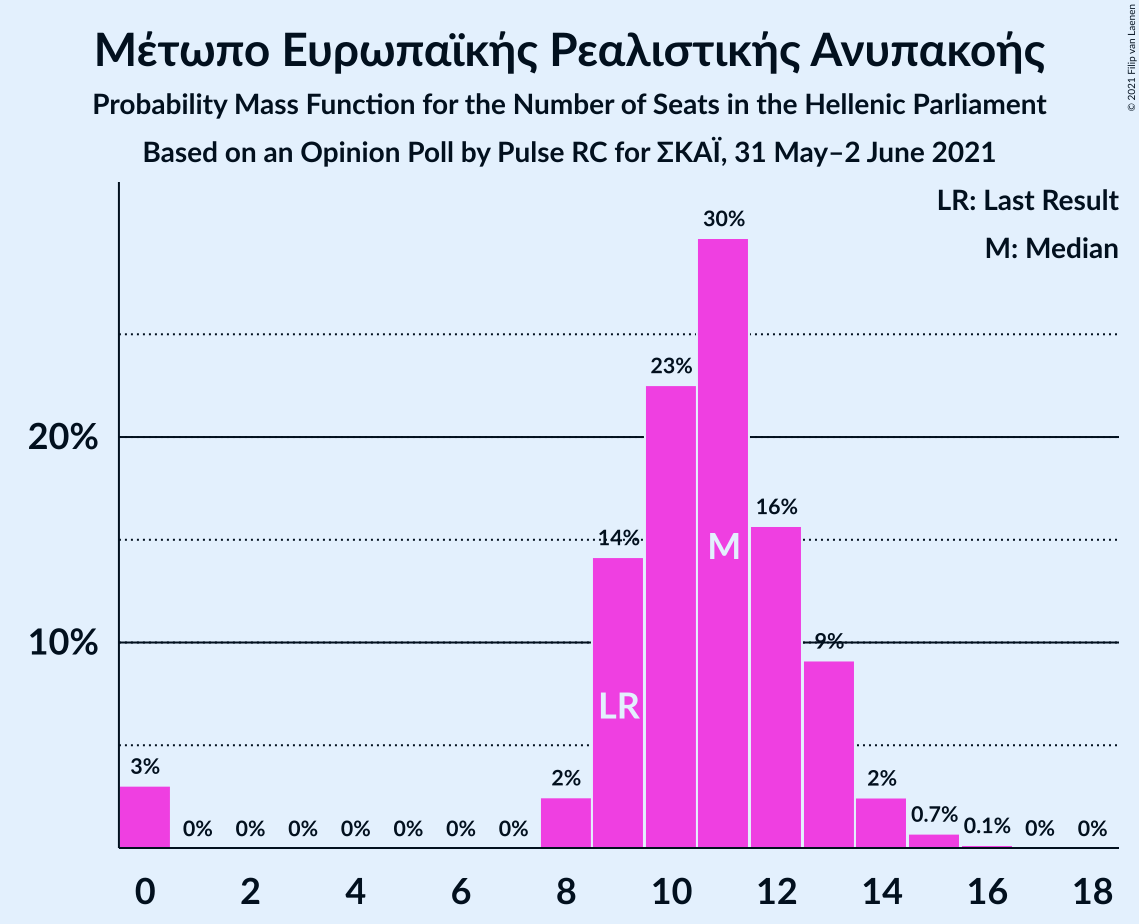 Μέτωπο Ευρωπαϊκής Ρεαλιστικής Ανυπακοής
Probability Mass Function for the Number of Seats in the Hellenic Parliament
Based on an Opinion Poll by Pulse RC for ΣΚΑΪ, 31 May–2 June 2021
© 2021 Filip van Laenen
LR: Last Result
M: Median
30%
23%
20%
16%
14%
M
10%
9%
LR
3%
2%
2%
0.7%
0.1%
0% 0% 0% 0% 0% 0% 0% 0% 0%
0 2 4 6 8 10 12 14 16 18